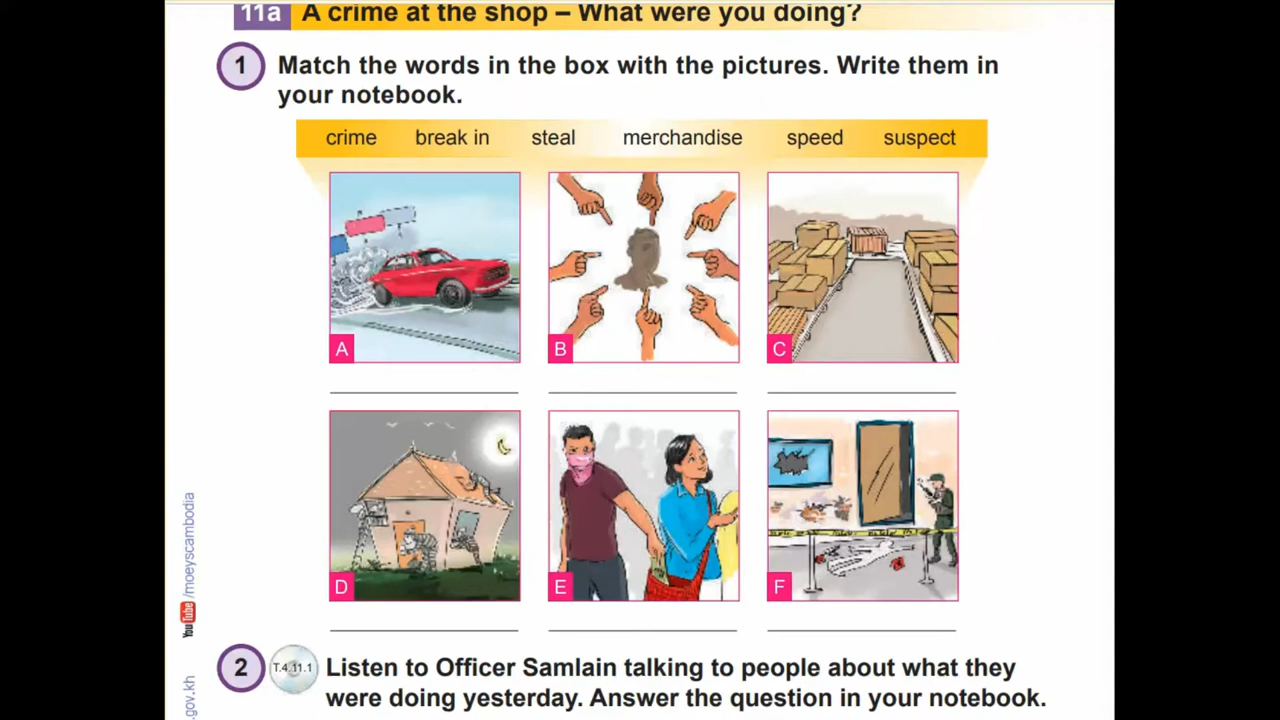 11a A crime at the shop – What were you doing?
1 Match the words in the box with the pictures. Write them in
your notebook.
crime break in steal merchandise speed suspect
A B C
D E F
2 T.4.11.1 Listen to Officer Samlain talking to people about what they
were doing yesterday. Answer the question in your notebook.
YouTube /moeyscambodia
.gov.kh